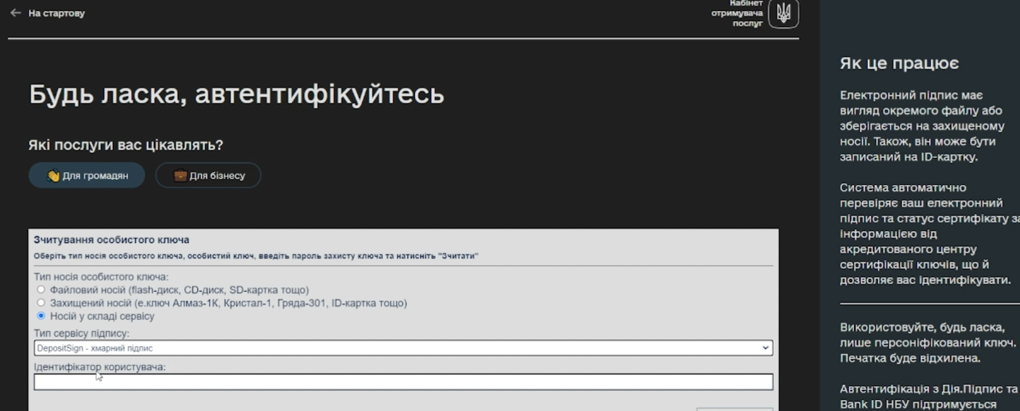 ← На стартову
Кабінет
отримувача
послуг
Будь ласка, автентифікуйтесь
Які послуги вас цікавлять?
Для громадян
Для бізнесу
Зчитування особистого ключа
Оберіть тип носія особистого ключа, особистий ключ, введіть пароль захисту ключа та натисніть "Зчитати"
Тип носія особистого ключа:
Файловий носій (flash-диск, CD-диск, SD-картка тощо)
Захищений носій (е.ключ Алмаз-1К, Кристал-1, Гряда-301, ID-картка тощо)
Носій у складі сервісу
Тип сервісу підпису:
DepositSign - хмарний підпис
Ідентифікатор користувача:
Як це працює
Електронний підпис має
вигляд окремого файлу або
зберігається на захищеному
носії. Також, він може бути
записаний на ID-картку.
Система автоматично
перевіряє ваш електронний
підпис та статус сертифікату за
інформацією від
акредитованого центру
сертифікації ключів, що й
дозволяє вас ідентифікувати.
Використовуйте, будь ласка,
лише персоніфікований ключ.
Печатка буде відхилена.
Автентифікація з Дія.Підпис та
Bank ID НБУ підтримується